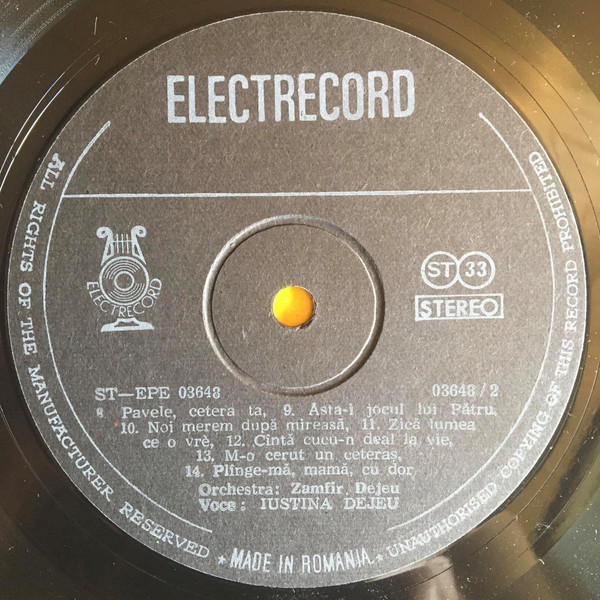 ELECTRECORD
ELECTRECORD
ST 33
STEREO
ST—EPE 03648
03648/2
8. Pavele, cetera ta, 9. Asta-i jocul lui Pătru,
10. Noi merem după mireasă, 11. Zică lumea
ce o vrè, 12. Cîntă cucu-n deal la vie,
13. M-o cerut un ceteraș,
14. Plînge-mă, mamă, cu dor
Orchestra: Zamfir Dejeu
Voce: IUSTINA DEJEU
ALL RIGHTS OF THE MANUFACTURER RESERVED ★ MADE IN ROMANIA ★ UNAUTHORISED COPYING OF THIS RECORD PROHIBITED